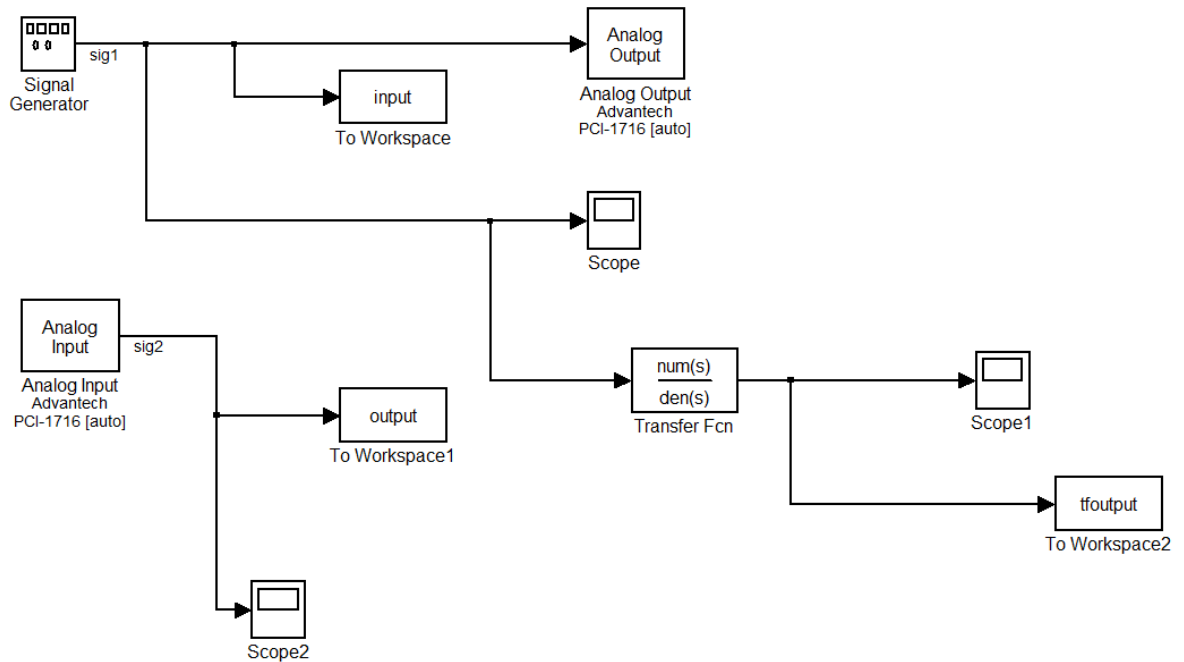 sig1
Signal
Generator
input
To Workspace
Analog
Output
Analog Output
Advantech
PCI-1716 [auto]
Scope
Analog
Input
sig2
Analog Input
Advantech
PCI-1716 [auto]
output
To Workspace1
num(s)
den(s)
Transfer Fcn
Scope1
tfoutput
To Workspace2
Scope2